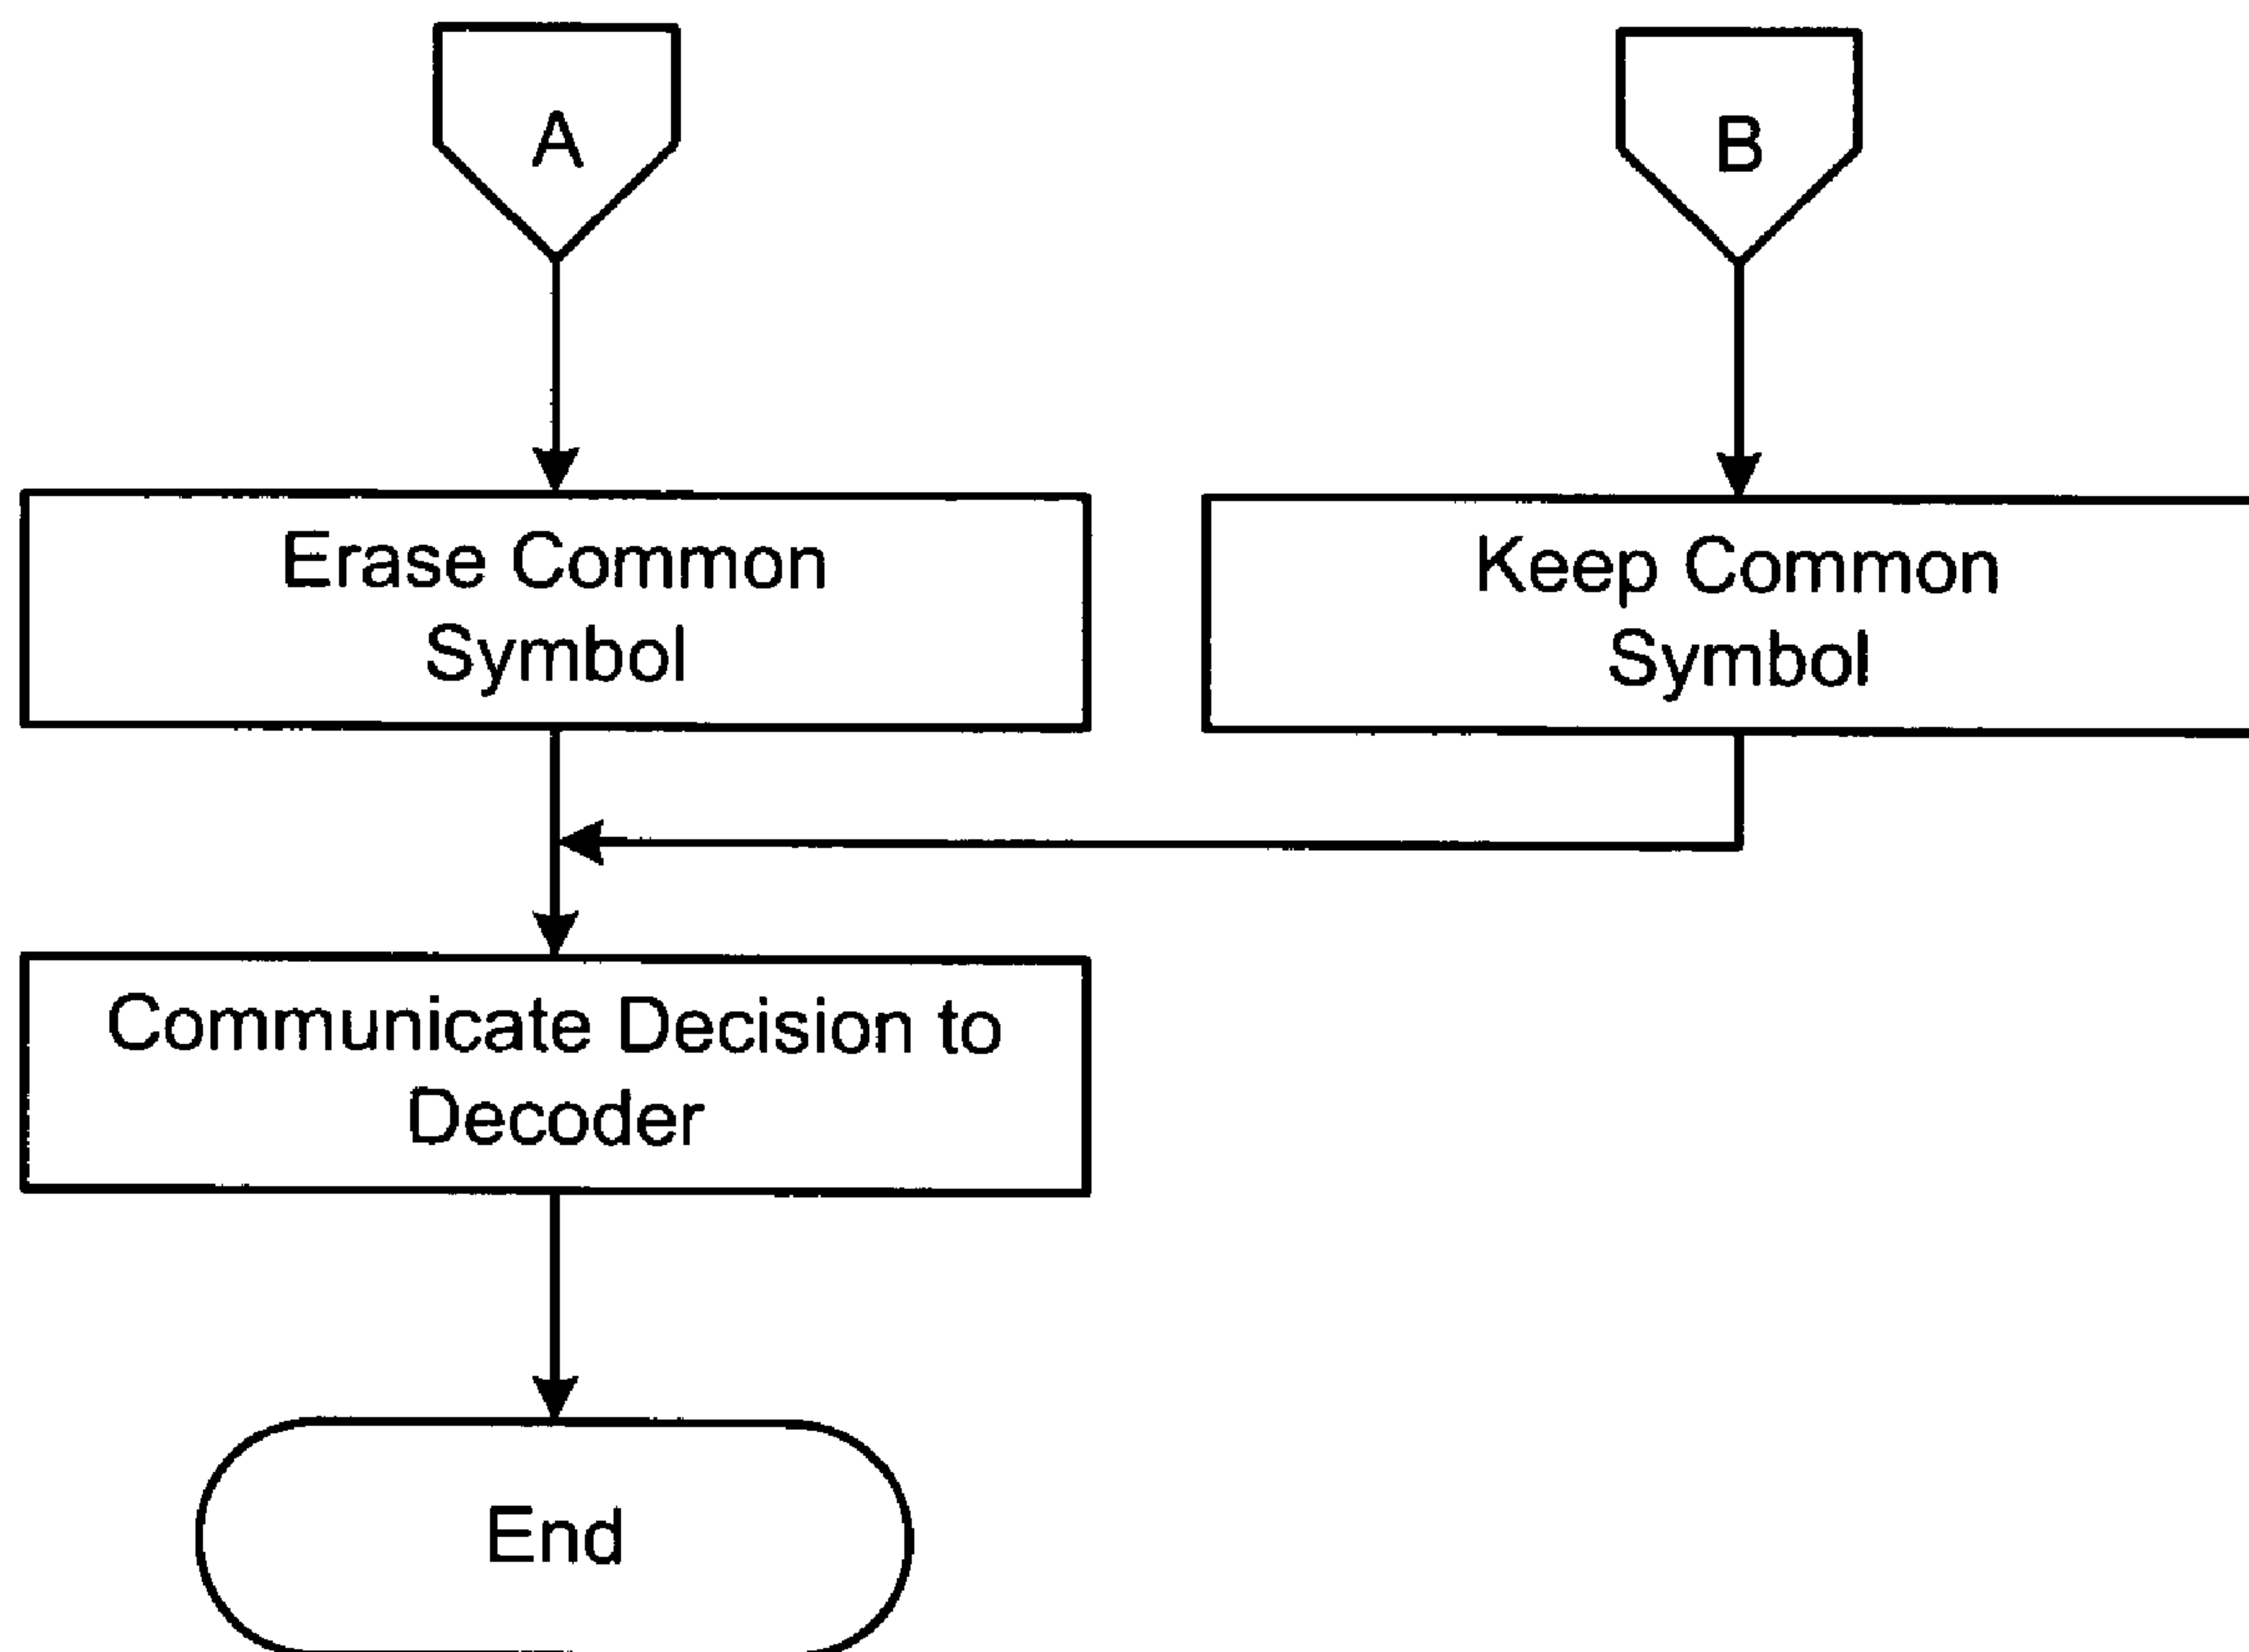 A
B
Erase Common
Symbol
Keep Common
Symbol
Communicate Decision to
Decoder
End